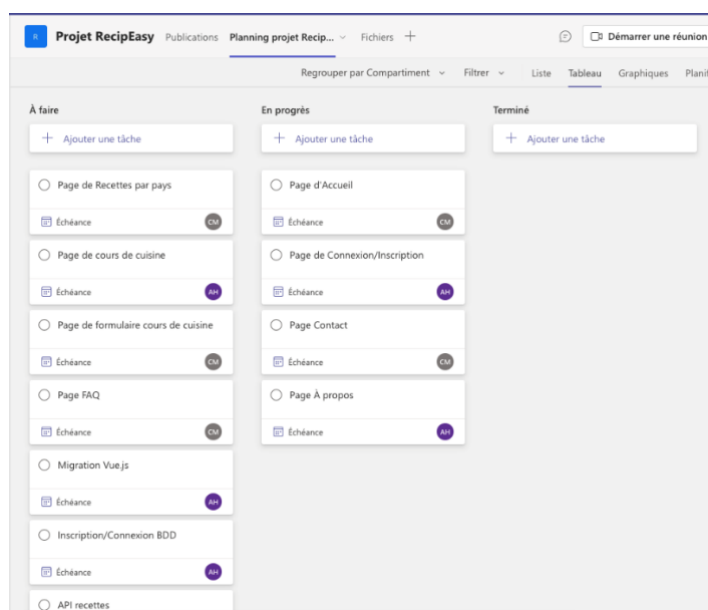 R Projet RecipEasy Publications Planning projet Recip... Fichiers Démarrer une réunion
Regrouper par Compartiment Filtrer Liste Tableau Graphiques
À faire
Ajouter une tâche
Page de Recettes par pays
Échéance CM
Page de cours de cuisine
Échéance AH
Page de formulaire cours de cuisine
Échéance CM
Page FAQ
Échéance CM
Migration Vue.js
Échéance AH
Inscription/Connexion BDD
Échéance AH
API recettes
En progrès
Ajouter une tâche
Page d'Accueil
Échéance CM
Page de Connexion/Inscription
Échéance AH
Page Contact
Échéance CM
Page À propos
Échéance AH
Terminé
Ajouter une tâche